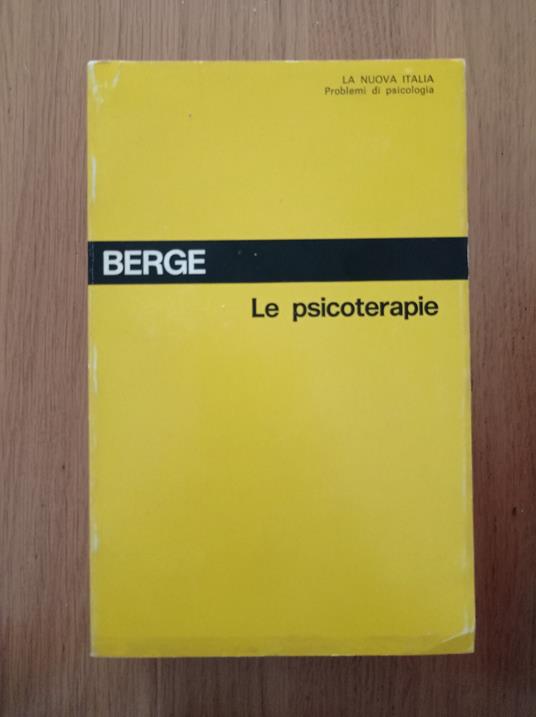 LA NUOVA ITALIA
Problemi di psicologia
BERGE
Le psicoterapie